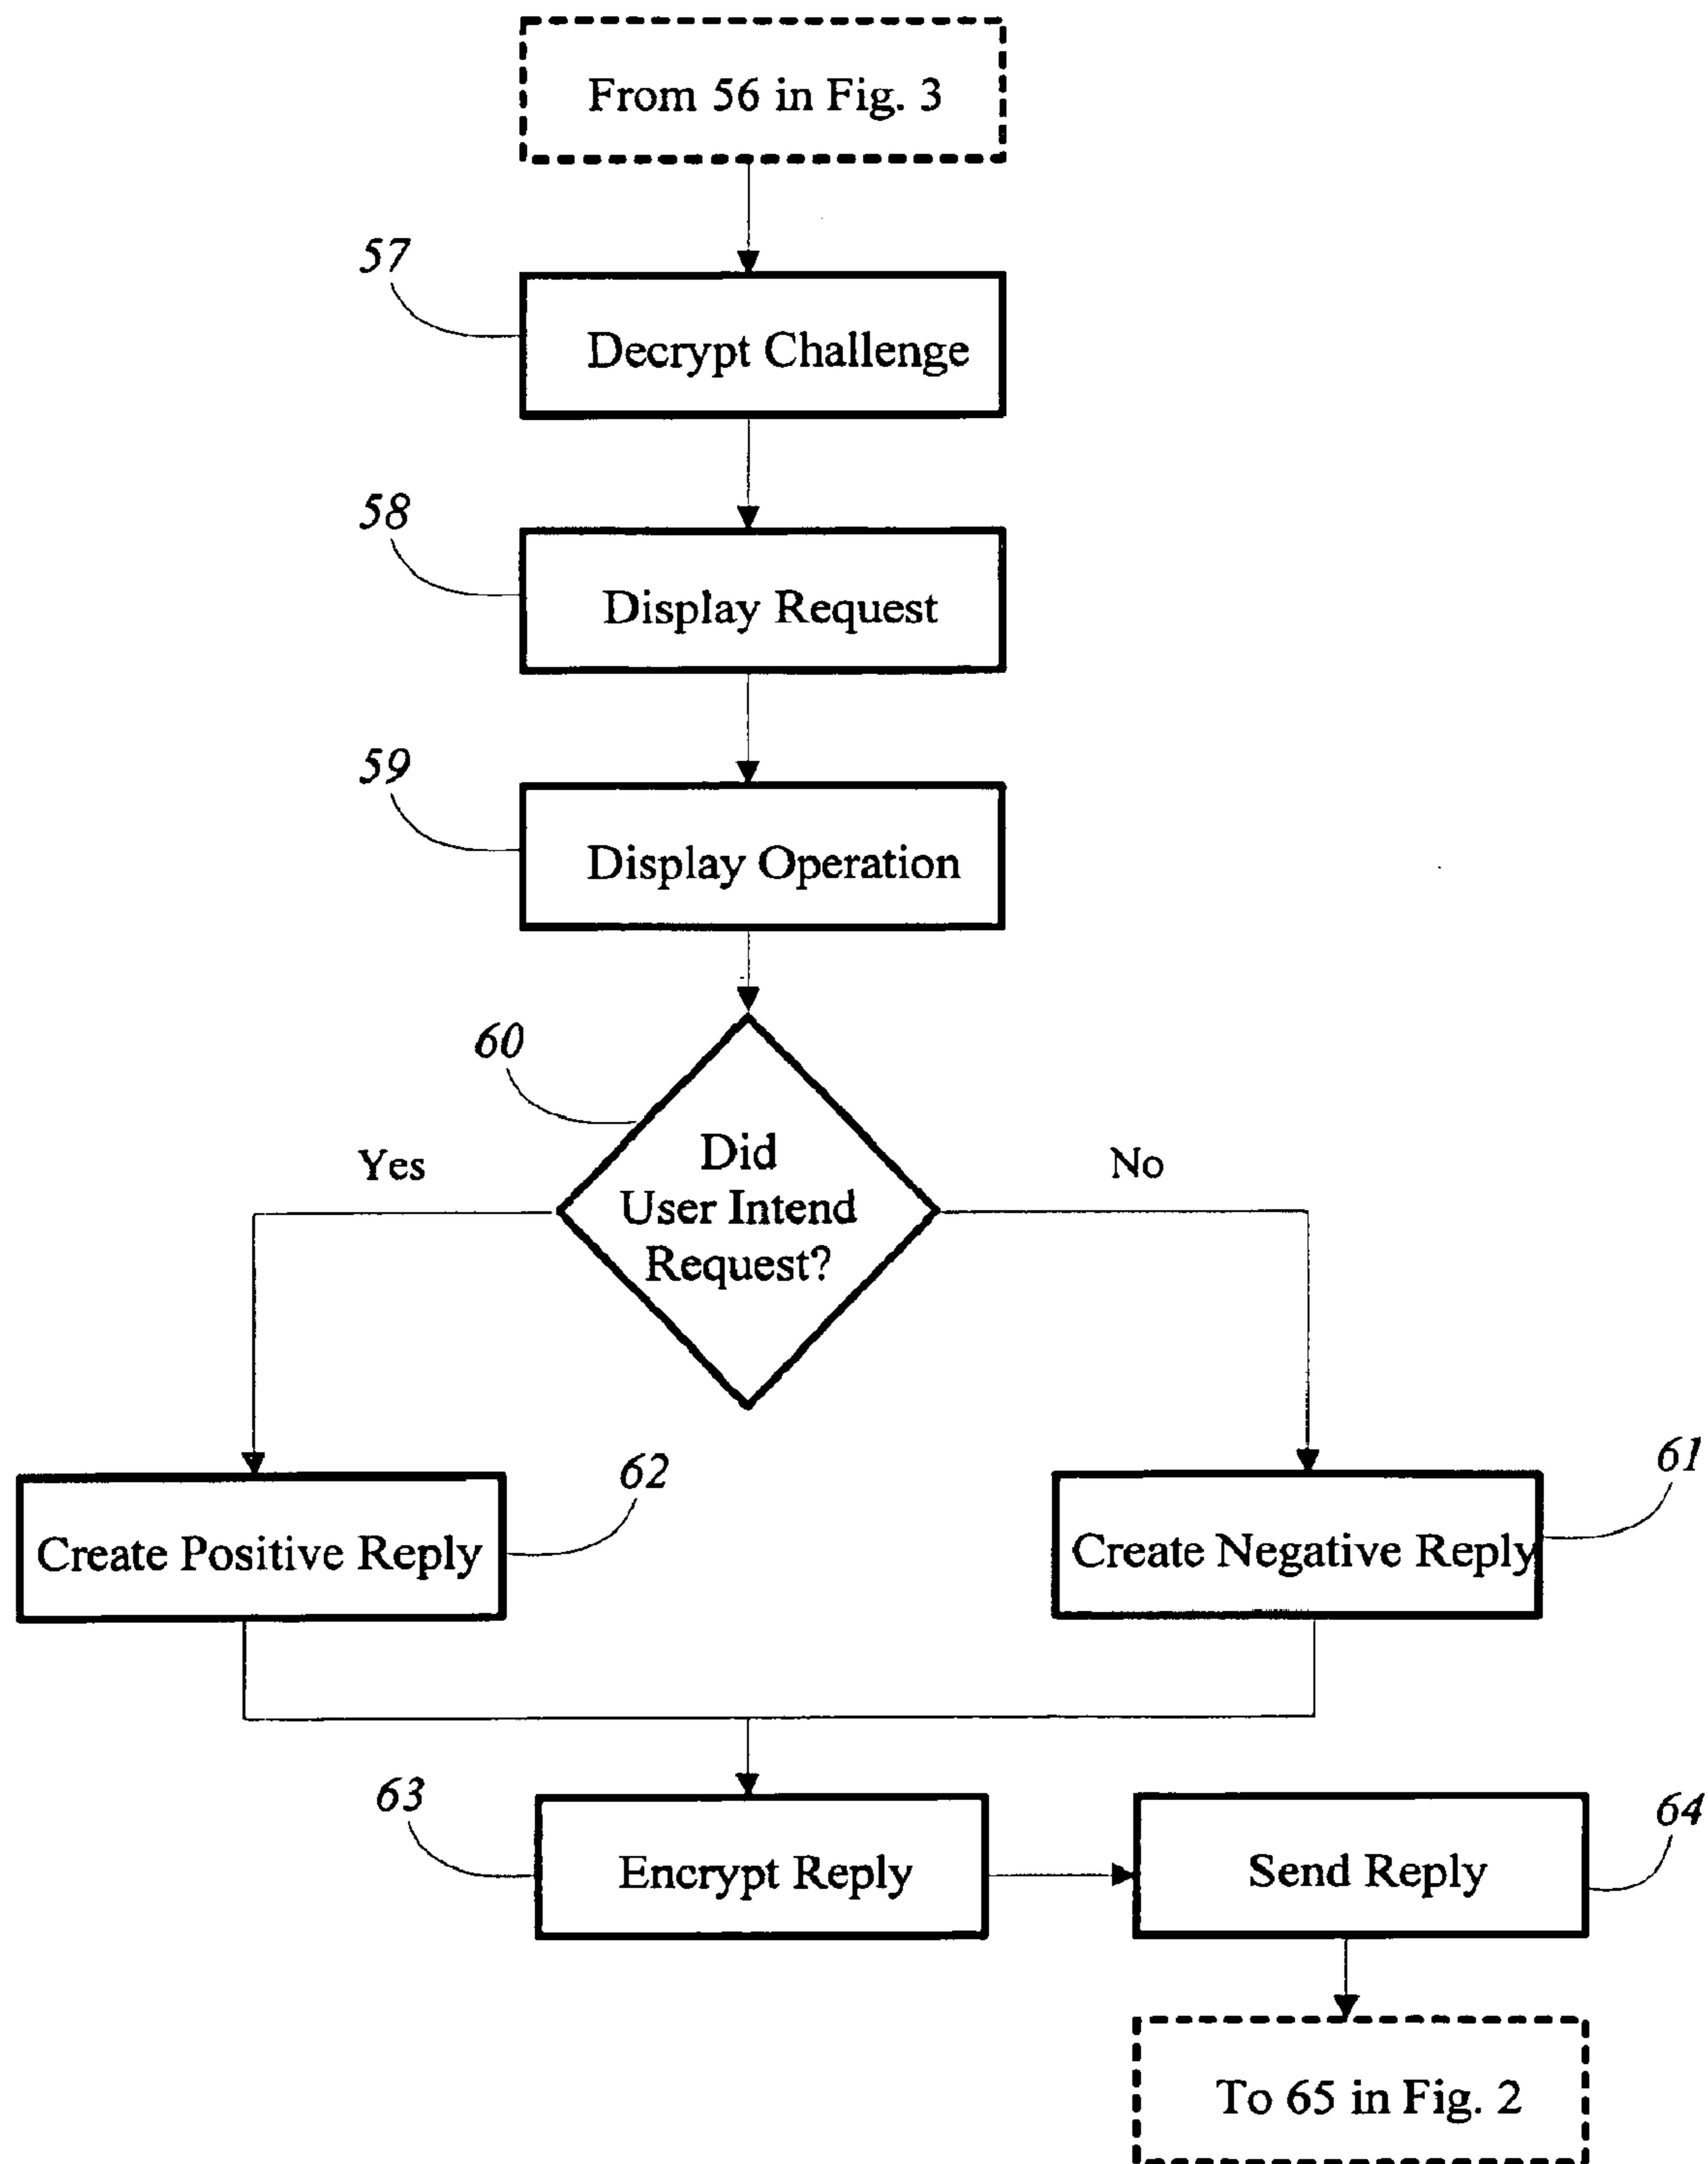 From 56 in Fig. 3
57
Decrypt Challenge
58
Display Request
59
Display Operation
60
Did
User Intend
Request?
Yes
No
62
Create Positive Reply
61
Create Negative Reply
63
Encrypt Reply
64
Send Reply
To 65 in Fig. 2